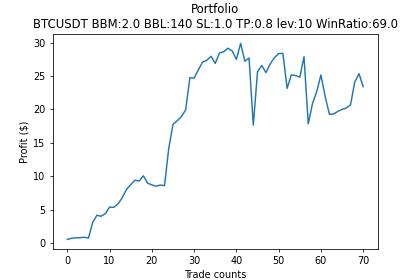 Portfolio
BTCUSDT BBM:2.0 BBL:140 SL:1.0 TP:0.8 lev:10 WinRatio:69.0
30
25
20
15
10
5
0
Profit ($)
0 10 20 30 40 50 60 70
Trade counts